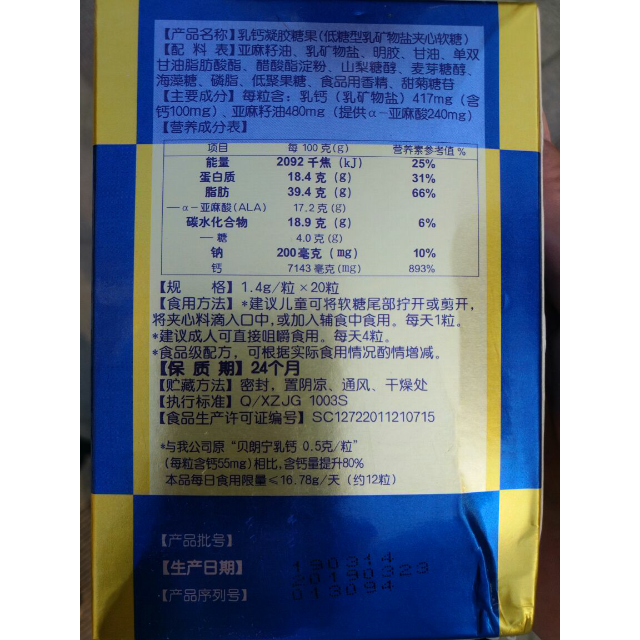 【产品名称】乳钙凝胶糖果(低糖型乳矿物盐夹心软糖)
【配 料 表】亚麻籽油、乳矿物盐、明胶、甘油、单双
甘油脂肪酸酯、醋酸酯淀粉、山梨糖醇、麦芽糖醇、
海藻糖、磷脂、低聚果糖、食品用香精、甜菊糖苷
【主要成分】每粒含：乳钙（乳矿物盐）417mg（含
钙100mg）、亚麻籽油480mg（提供α-亚麻酸240mg）
【营养成分表】
项目 每 100 克(g) 营养素参考值 %
能量 2092 千焦 (kJ) 25%
蛋白质 18.4 克 (g) 31%
脂肪 39.4 克 (g) 66%
—α-亚麻酸(ALA) 17.2 克(g)
碳水化合物 18.9 克 (g) 6%
—糖 4.0 克(g)
钠 200 毫克 (mg) 10%
钙 7143 毫克(mg) 893%
【规 格】1.4g/粒×20粒
【食用方法】*建议儿童可将软糖尾部拧开或剪开，
将夹心料滴入口中,或加入辅食中食用。每天1粒。
*建议成人可直接咀嚼食用。每天4粒。
*食品级配方，可根据实际食用情况酌情增减。
【保 质 期】24个月
【贮藏方法】密封，置阴凉、通风、干燥处
【执行标准】Q/XZJG 1003S
【食品生产许可证编号】SC12722011210715
*与我公司原“贝朗宁乳钙 0.5克/粒”
(每粒含钙55mg)相比,含钙量提升80%
本品每日食用限量≤16.78g/天（约12粒）
【产品批号】 190314
【生产日期】 20190323
【产品序列号】 043094